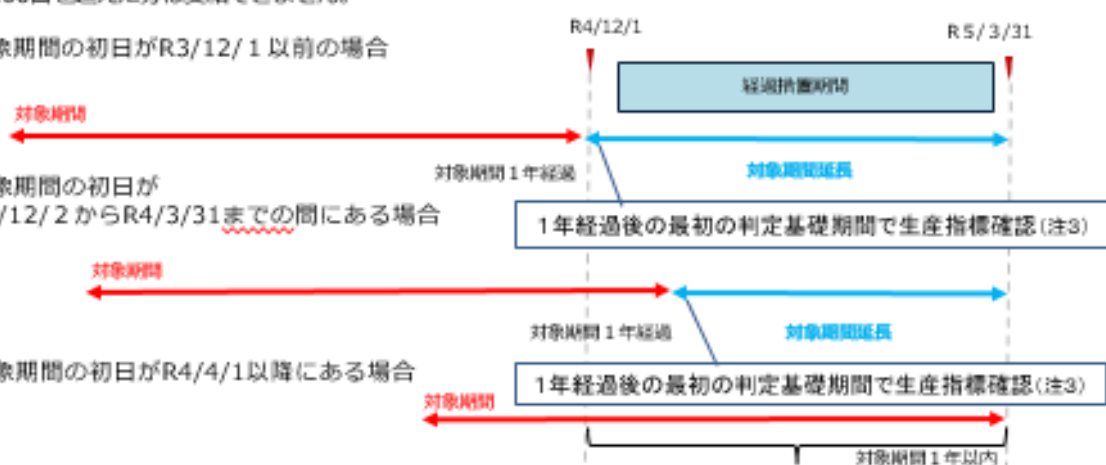 R4/12/1
R5/3/31
象期間の初日がR3/12/1以前の場合
経過措置期間
対象期間
対象期間1年経過
対象期間延長
象期間の初日が
/12/2からR4/3/31までの間にある場合
1年経過後の最初の判定基礎期間で生産指標確認(注3)
対象期間
対象期間1年経過
対象期間延長
象期間の初日がR4/4/1以降にある場合
1年経過後の最初の判定基礎期間で生産指標確認(注3)
対象期間
対象期間1年以内